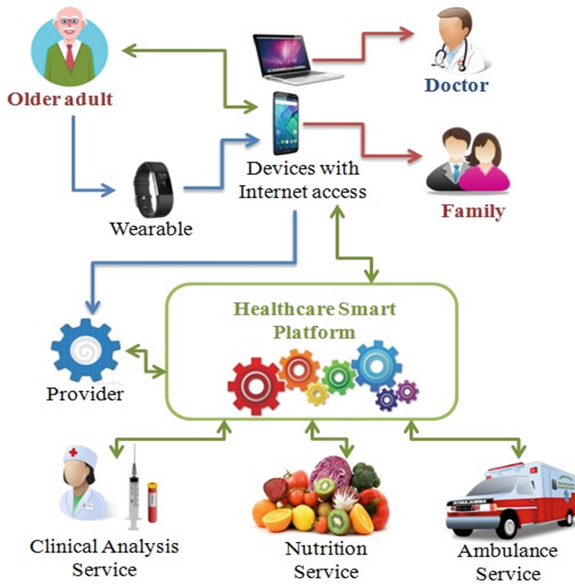 Older adult
Doctor
Devices with
Internet access
Wearable
Family
Healthcare Smart
Platform
Provider
Clinical Analysis
Service
Nutrition
Service
Ambulance
Service